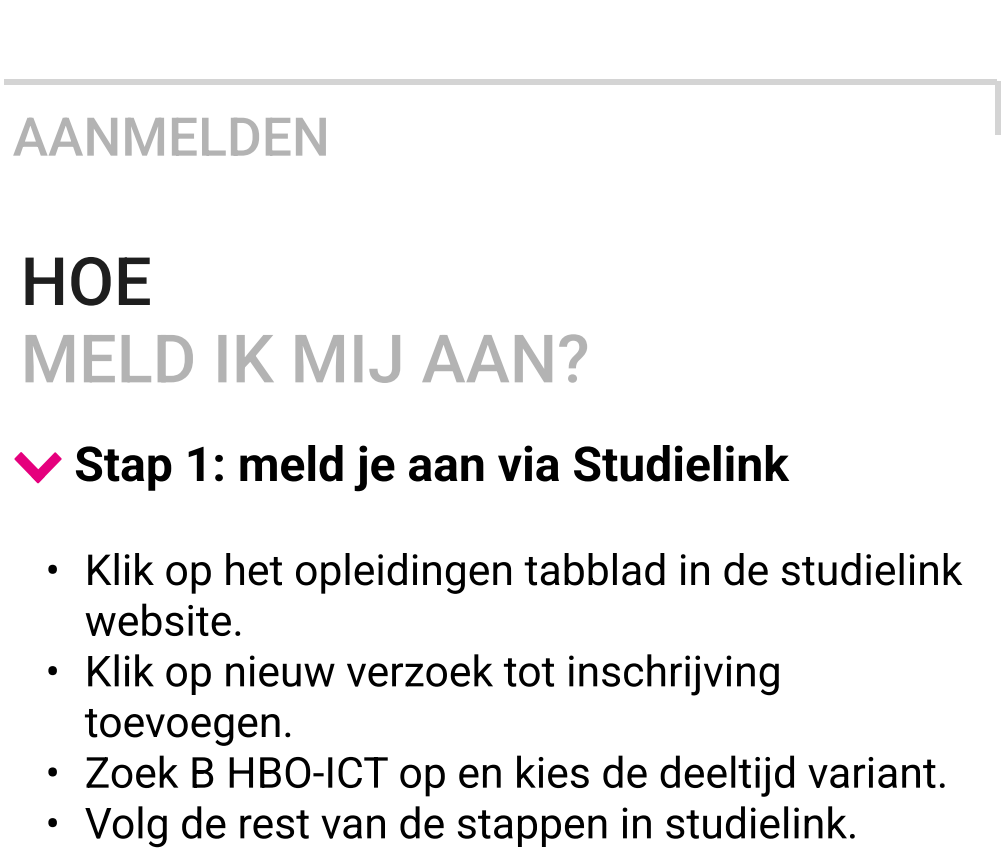 AANMELDEN
HOE
MELD IK MIJ AAN?
Stap 1: meld je aan via Studielink
• Klik op het opleidingen tabblad in de studielink
website.
• Klik op nieuw verzoek tot inschrijving
toevoegen.
• Zoek B HBO-ICT op en kies de deeltijd variant.
• Volg de rest van de stappen in studielink.